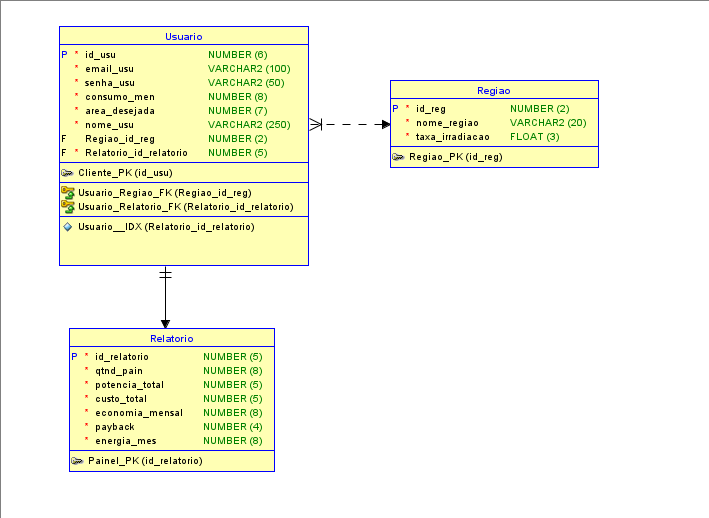 Usuario
P * id_usu NUMBER (6)
* email_usu VARCHAR2 (100)
* senha_usu VARCHAR2 (50)
* consumo_men NUMBER (8)
* area_desejada NUMBER (7)
* nome_usu VARCHAR2 (250)
F Regiao_id_reg NUMBER (2)
F * Relatorio_id_relatorio NUMBER (5)
Cliente_PK (id_usu)
Usuario_Regiao_FK (Regiao_id_reg)
Usuario_Relatorio_FK (Relatorio_id_relatorio)
Usuario__IDX (Relatorio_id_relatorio)
Regiao
P * id_reg NUMBER (2)
* nome_regiao VARCHAR2 (20)
* taxa_irradiacao FLOAT (3)
Regiao_PK (id_reg)
Relatorio
P * id_relatorio NUMBER (5)
* qtnd_pain NUMBER (8)
* potencia_total NUMBER (5)
* custo_total NUMBER (5)
* economia_mensal NUMBER (8)
* payback NUMBER (4)
* energia_mes NUMBER (8)
Painel_PK (id_relatorio)